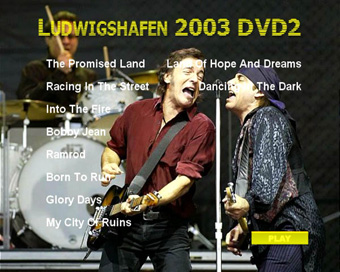 LUDWIGSHAFEN 2003 DVD2
The Promised Land
Land Of Hope And Dreams
Racing In The Street
Dancing In The Dark
Into The Fire
Bobby Jean
Ramrod
Born To Run
Glory Days
My City Of Ruins
PLAY